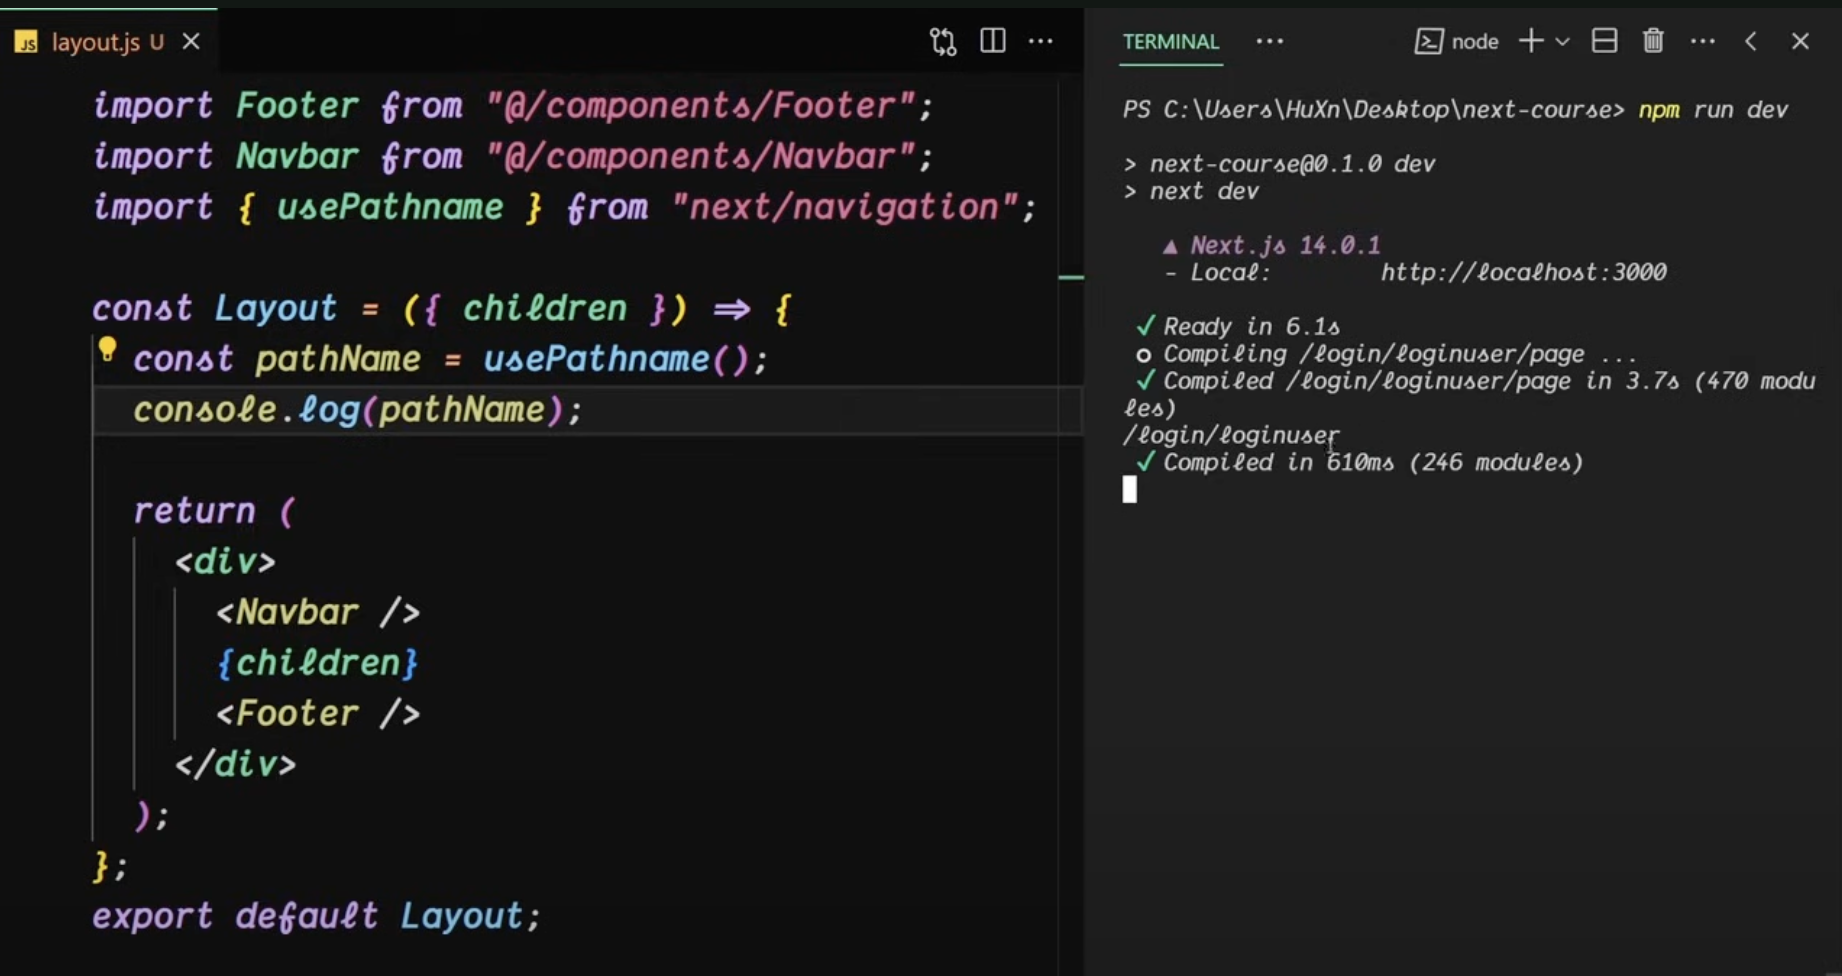 layout.js U
import Footer from "@/components/Footer";
import Navbar from "@/components/Navbar";
import { usePathname } from "next/navigation";
const Layout = ({ children }) => {
const pathName = usePathname();
console.log(pathName);
return (
<div>
<Navbar />
{children}
<Footer />
</div>
);
};
export default Layout;
TERMINAL
node
PS C:\Users\HuXn\Desktop\next-course> npm run dev
> next-course@0.1.0 dev
> next dev
▲ Next.js 14.0.1
- Local: http://localhost:3000
✓ Ready in 6.1s
○ Compiling /login/loginuser/page ...
✓ Compiled /login/loginuser/page in 3.7s (470 modu
les)
/login/loginuser
✓ Compiled in 610ms (246 modules)